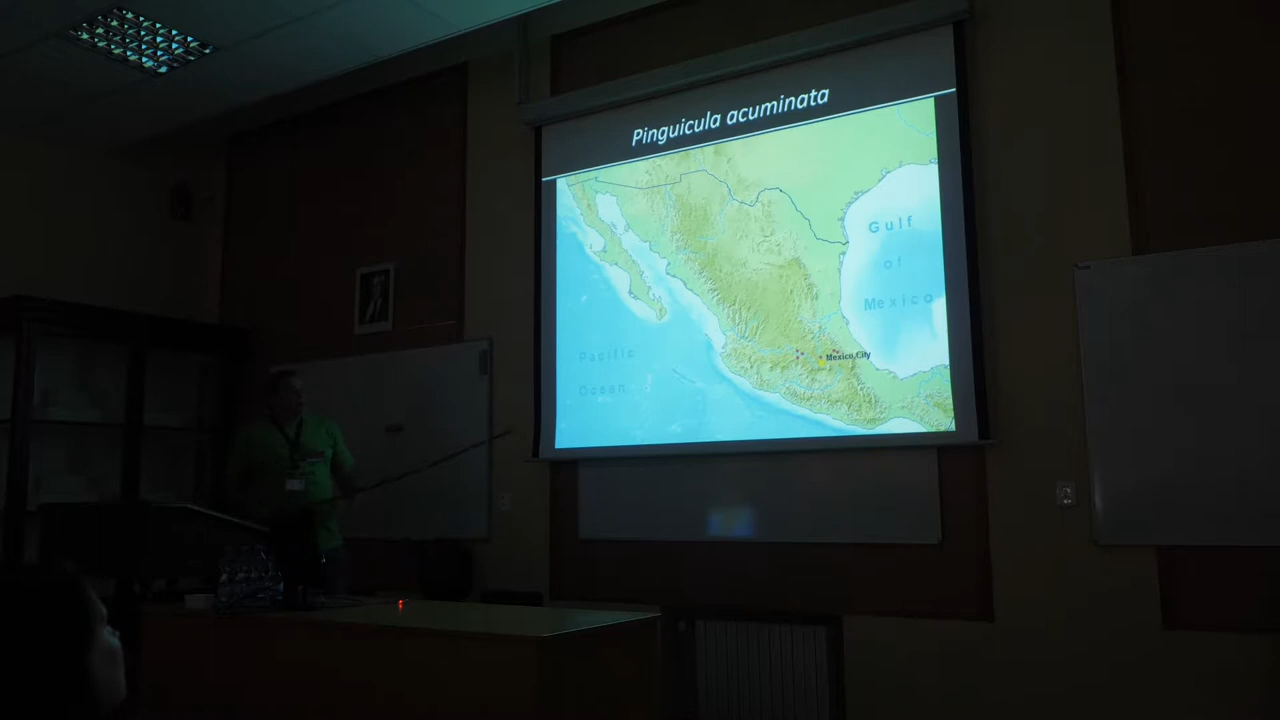 Pinguicula acuminata
Gulf
of
Mexico
Mexico City
Pacific
Ocean